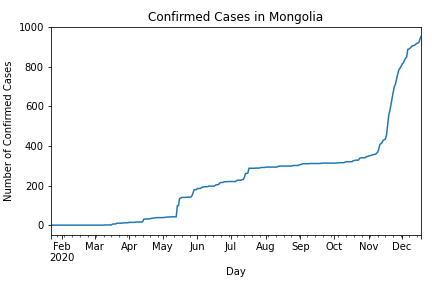 Confirmed Cases in Mongolia
Number of Confirmed Cases
1000
800
600
400
200
0
Feb Mar Apr May Jun Jul Aug Sep Oct Nov Dec
2020
Day